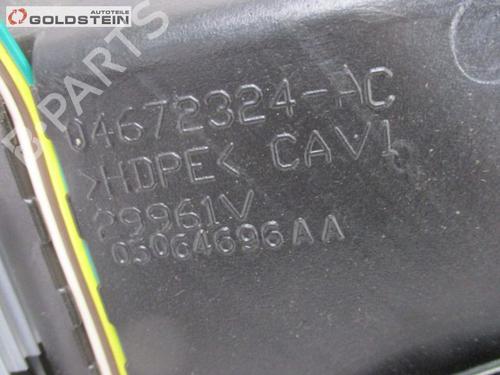 GOLDSTEIN AUTOTEILE
B-PARTS
04672324-AC
>HDPE< CAV1
29961V
05064696AA